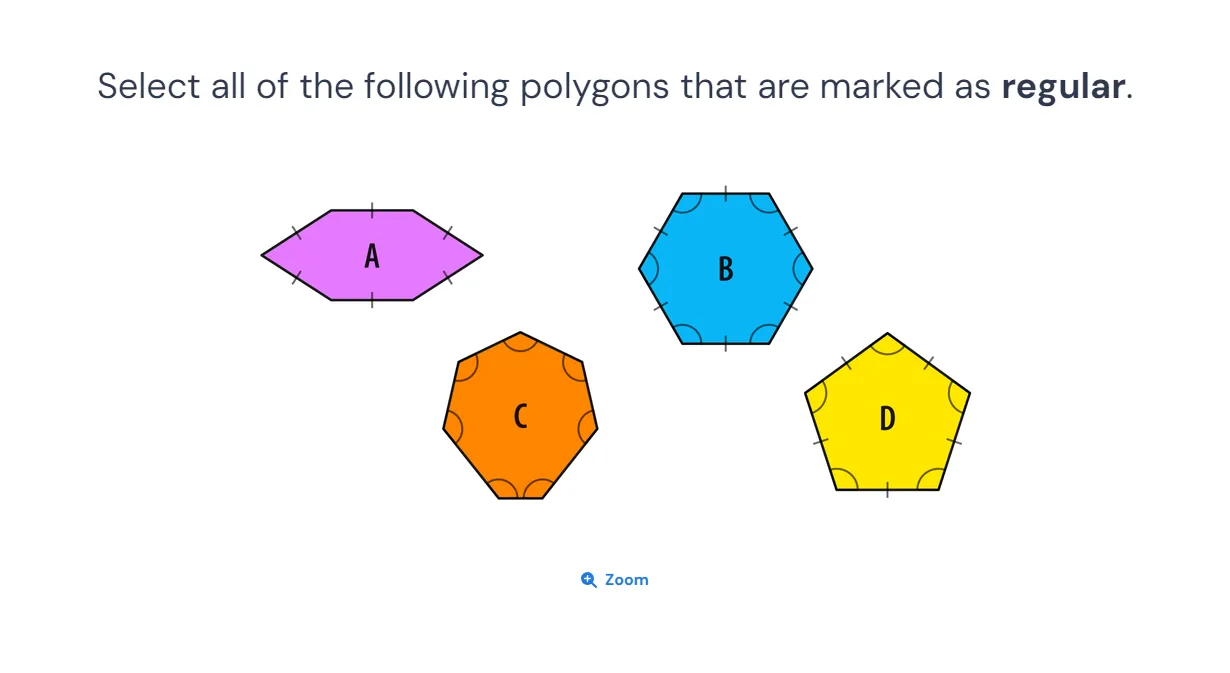 Select all of the following polygons that are marked as regular.
A
B
C
D
Zoom